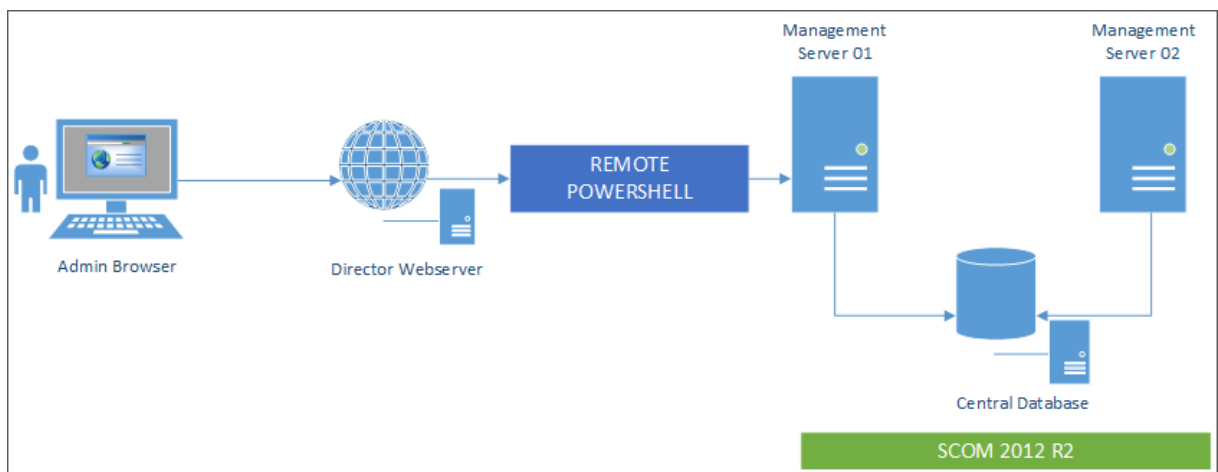 Management
Server 01
Management
Server 02
REMOTE
POWERSHELL
Admin Browser
Director Webserver
Central Database
SCOM 2012 R2